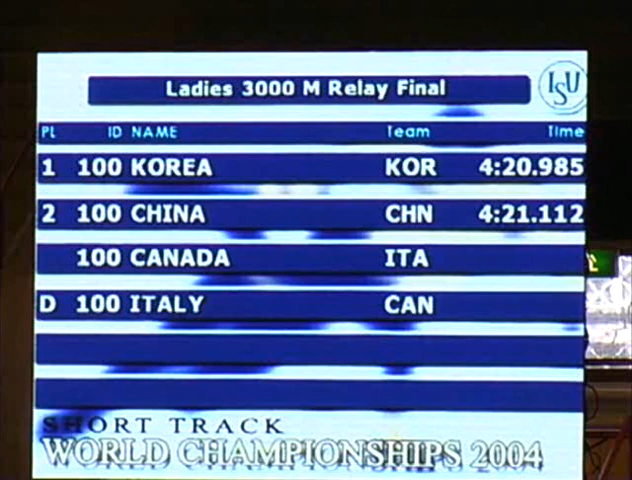 Ladies 3000 M Relay Final
ISU
PL ID NAME Team Time
1 100 KOREA KOR 4:20.985
2 100 CHINA CHN 4:21.112
100 CANADA ITA
D 100 ITALY CAN
SHORT TRACK
WORLD CHAMPIONSHIPS 2004